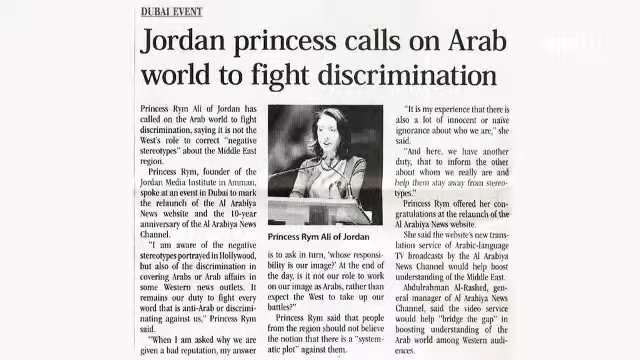 DUBAI EVENT
Jordan princess calls on Arab
world to fight discrimination
Princess Rym Ali of Jordan has
called on the Arab world to fight
discrimination, saying it is not the
West's role to correct "negative
stereotypes" about the Middle East
region.
Princess Rym, founder of the
Jordan Media Institute in Amman,
spoke at an event in Dubai to mark
the relaunch of the Al Arabiya
News website and the 10-year
anniversary of the Al Arabiya News
Channel.
"I am aware of the negative
stereotypes portrayed in Hollywood,
but also of the discrimination in
covering Arabs or Arab affairs in
some Western news outlets. It
remains our duty to fight every
word that is anti-Arab or discrimi-
nating against us," Princess Rym
said.
"When I am asked why we are
given a bad reputation, my answer
Princess Rym Ali of Jordan
is to ask in turn, 'whose responsi-
bility is our image?' At the end of
the day, is it not our role to work
on our image as Arabs, rather than
expect the West to take up our
battles?"
Princess Rym said that people
from the region should not believe
the notion that there is a "system-
atic plot" against them.
"It is my experience that there is
also a lot of innocent or naïve
ignorance about who we are," she
said.
"And here, we have another
duty, that to inform the other
about whom we really are and
help them stay away from stereo-
types."
Princess Rym offered her con-
gratulations at the relaunch of the
Al Arabiya News website.
She said the website's new trans-
lation service of Arabic-language
TV broadcasts by the Al Arabiya
News Channel would help boost
understanding of the Middle East.
Abdulrahman Al-Rashed, gen-
eral manager of Al Arabiya News
Channel, said the video service
would help "bridge the gap" in
boosting understanding of the
Arab world among Western audi-
ences.